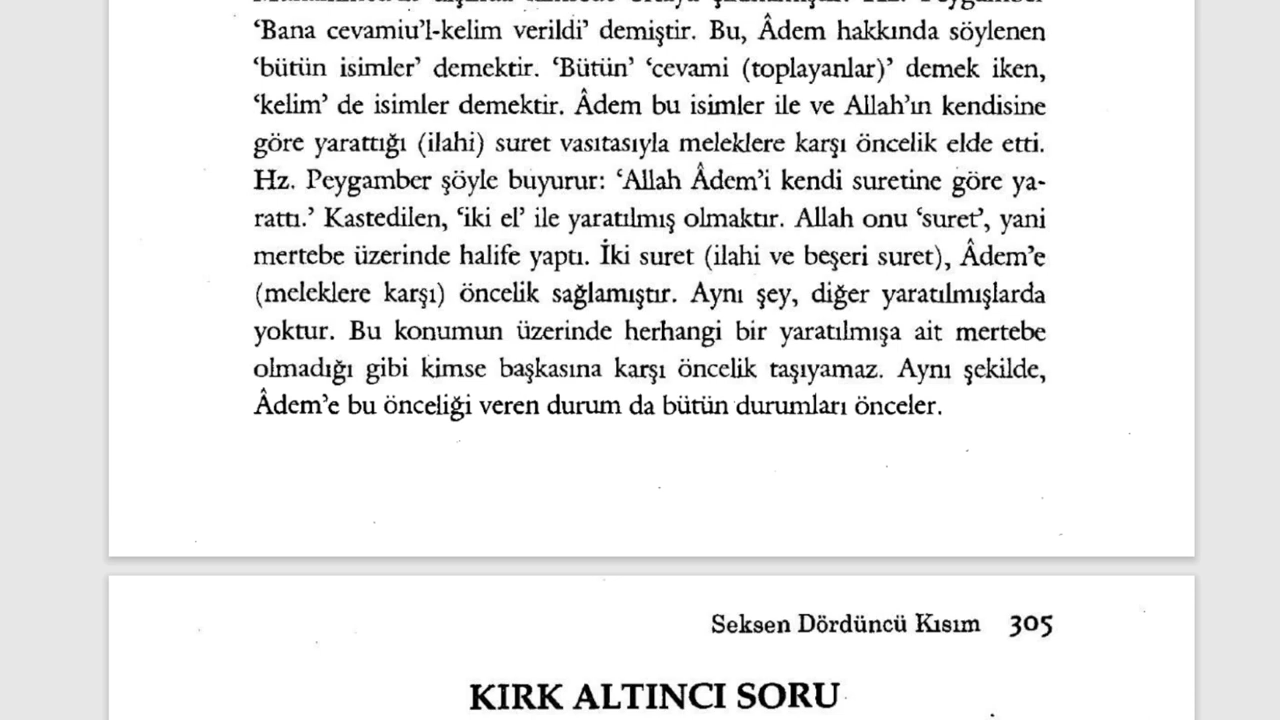 ‘Bana cevamiu’l-kelim verildi’ demiştir. Bu, Âdem hakkında söylenen
‘bütün isimler’ demektir. ‘Bütün’ ‘cevami (toplayanlar)’ demek iken,
‘kelim’ de isimler demektir. Âdem bu isimler ile ve Allah’ın kendisine
göre yarattığı (ilahi) suret vasıtasıyla meleklere karşı öncelik elde etti.
Hz. Peygamber şöyle buyurur: ‘Allah Âdem’i kendi suretine göre ya-
rattı.’ Kastedilen, ‘iki el’ ile yaratılmış olmaktır. Allah onu ‘suret’, yani
mertebe üzerinde halife yaptı. İki suret (ilahi ve beşeri suret), Âdem’e
(meleklere karşı) öncelik sağlamıştır. Aynı şey, diğer yaratılmışlarda
yoktur. Bu konumun üzerinde herhangi bir yaratılmışa ait mertebe
olmadığı gibi kimse başkasına karşı öncelik taşıyamaz. Aynı şekilde,
Âdem’e bu önceliği veren durum da bütün durumları önceler.
Seksen Dördüncü Kısım 305
KIRK ALTINCI SORU